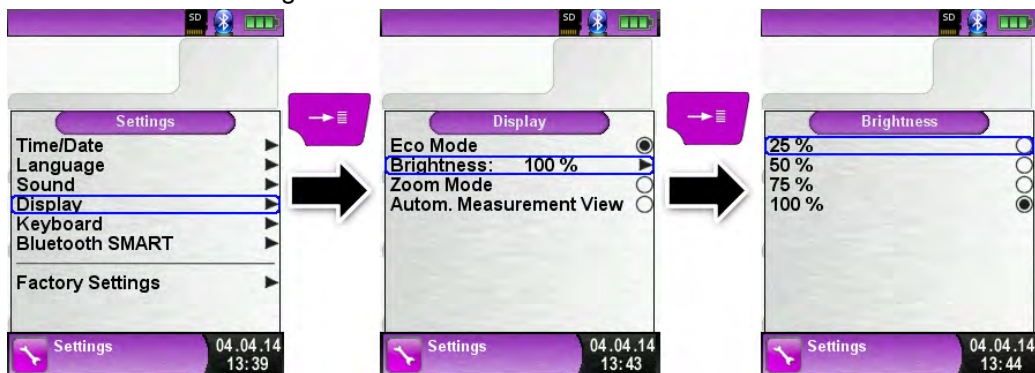 SD
Settings
Time/Date
Language
Sound
Display
Keyboard
Bluetooth SMART
Factory Settings
Settings
04.04.14
13:39
SD
Display
Eco Mode
Brightness: 100 %
Zoom Mode
Autom. Measurement View
Settings
04.04.14
13:43
SD
Brightness
25 %
50 %
75 %
100 %
Settings
04.04.14
13:44